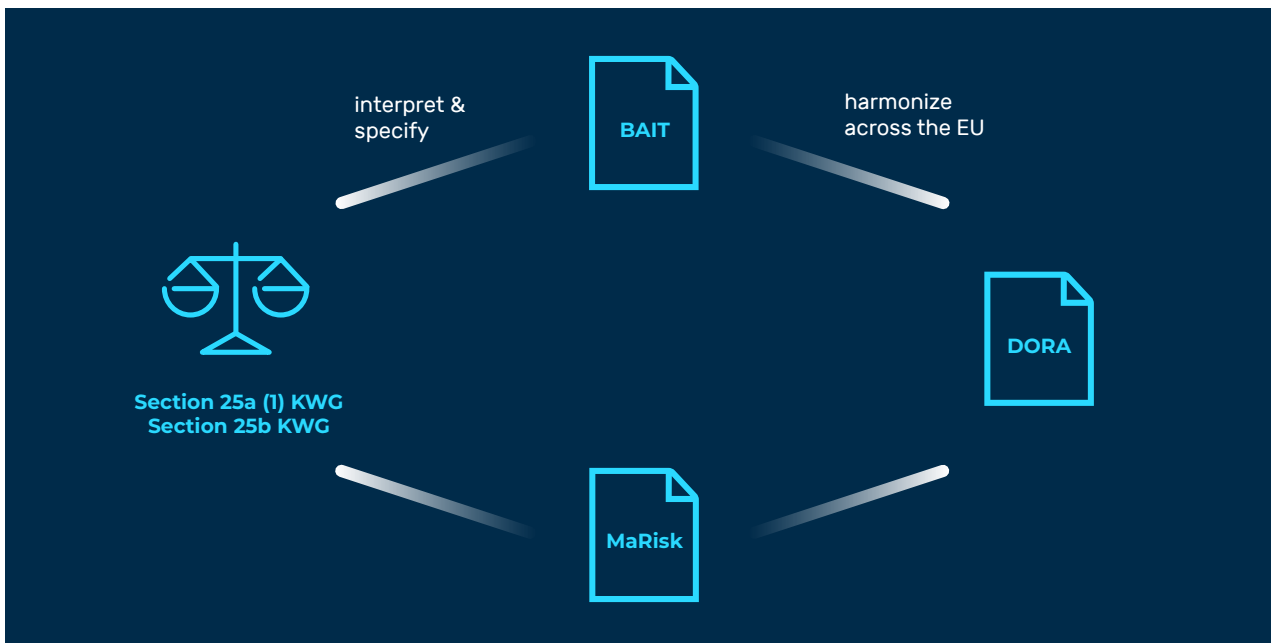 interpret &
specify
BAIT
harmonize
across the EU
DORA
Section 25a (1) KWG
Section 25b KWG
MaRisk